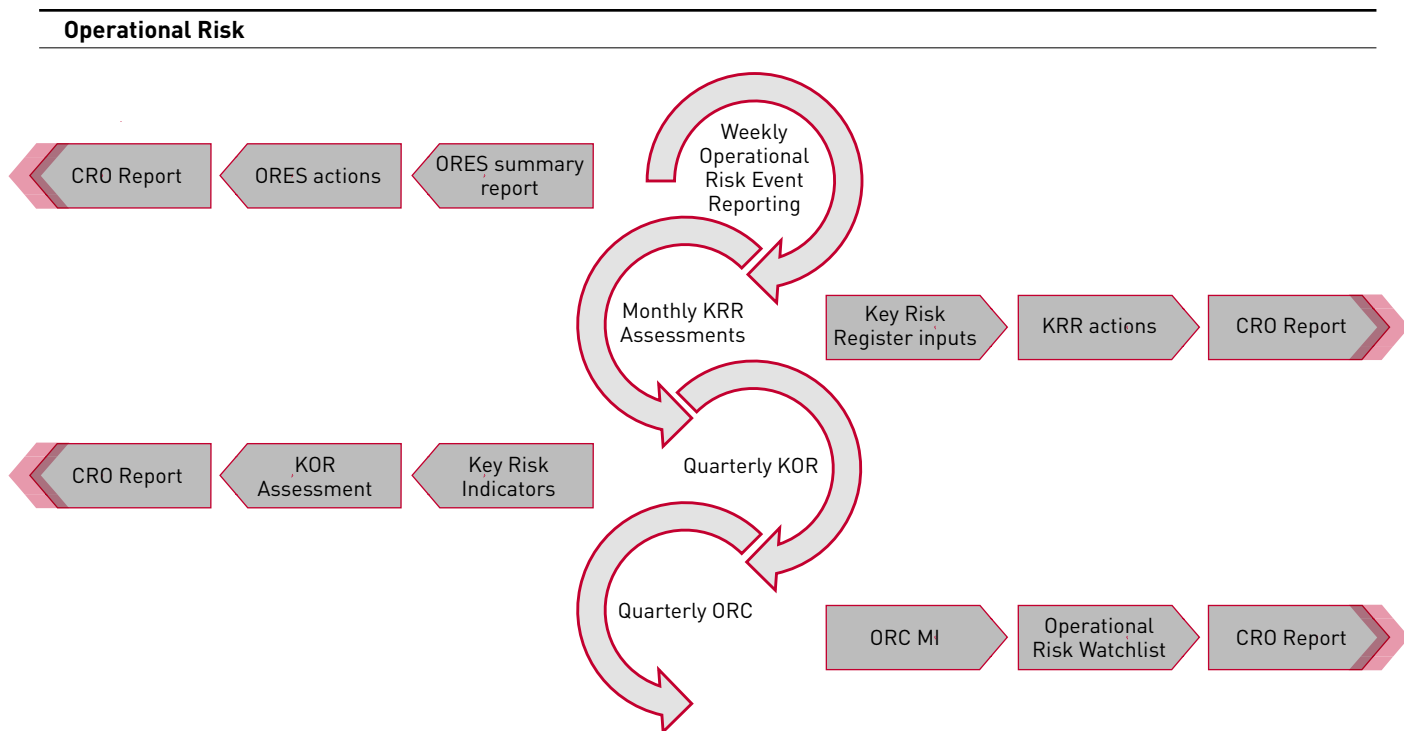 Operational Risk
Weekly
Operational
Risk Event
Reporting
CRO Report
ORES actions
ORES summary
report
Monthly KRR
Assessments
Key Risk
Register inputs
KRR actions
CRO Report
Quarterly KOR
CRO Report
KOR
Assessment
Key Risk
Indicators
Quarterly ORC
ORC MI
Operational
Risk Watchlist
CRO Report